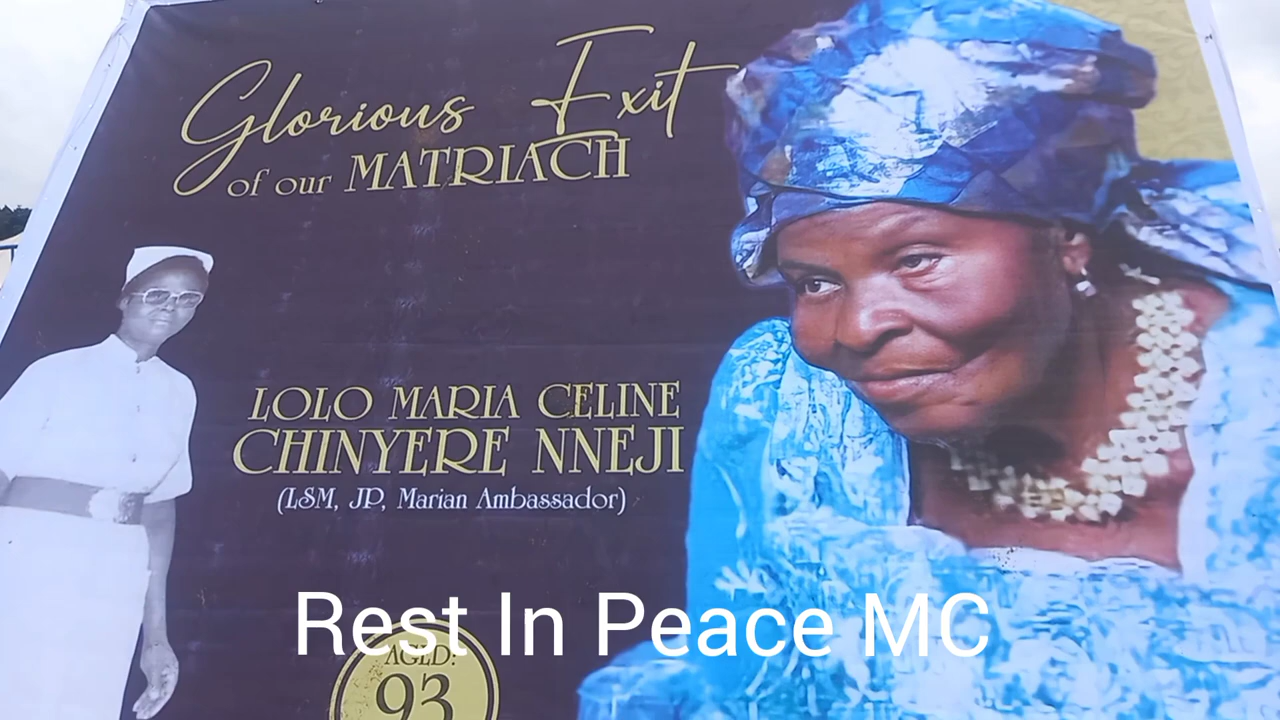 Glorious Exit
of our MATRIACH
LOLO MARIA CELINE
CHINYERE NNEJI
(LSM, JP, Marian Ambassador)
Rest In Peace MC
AGED:
93